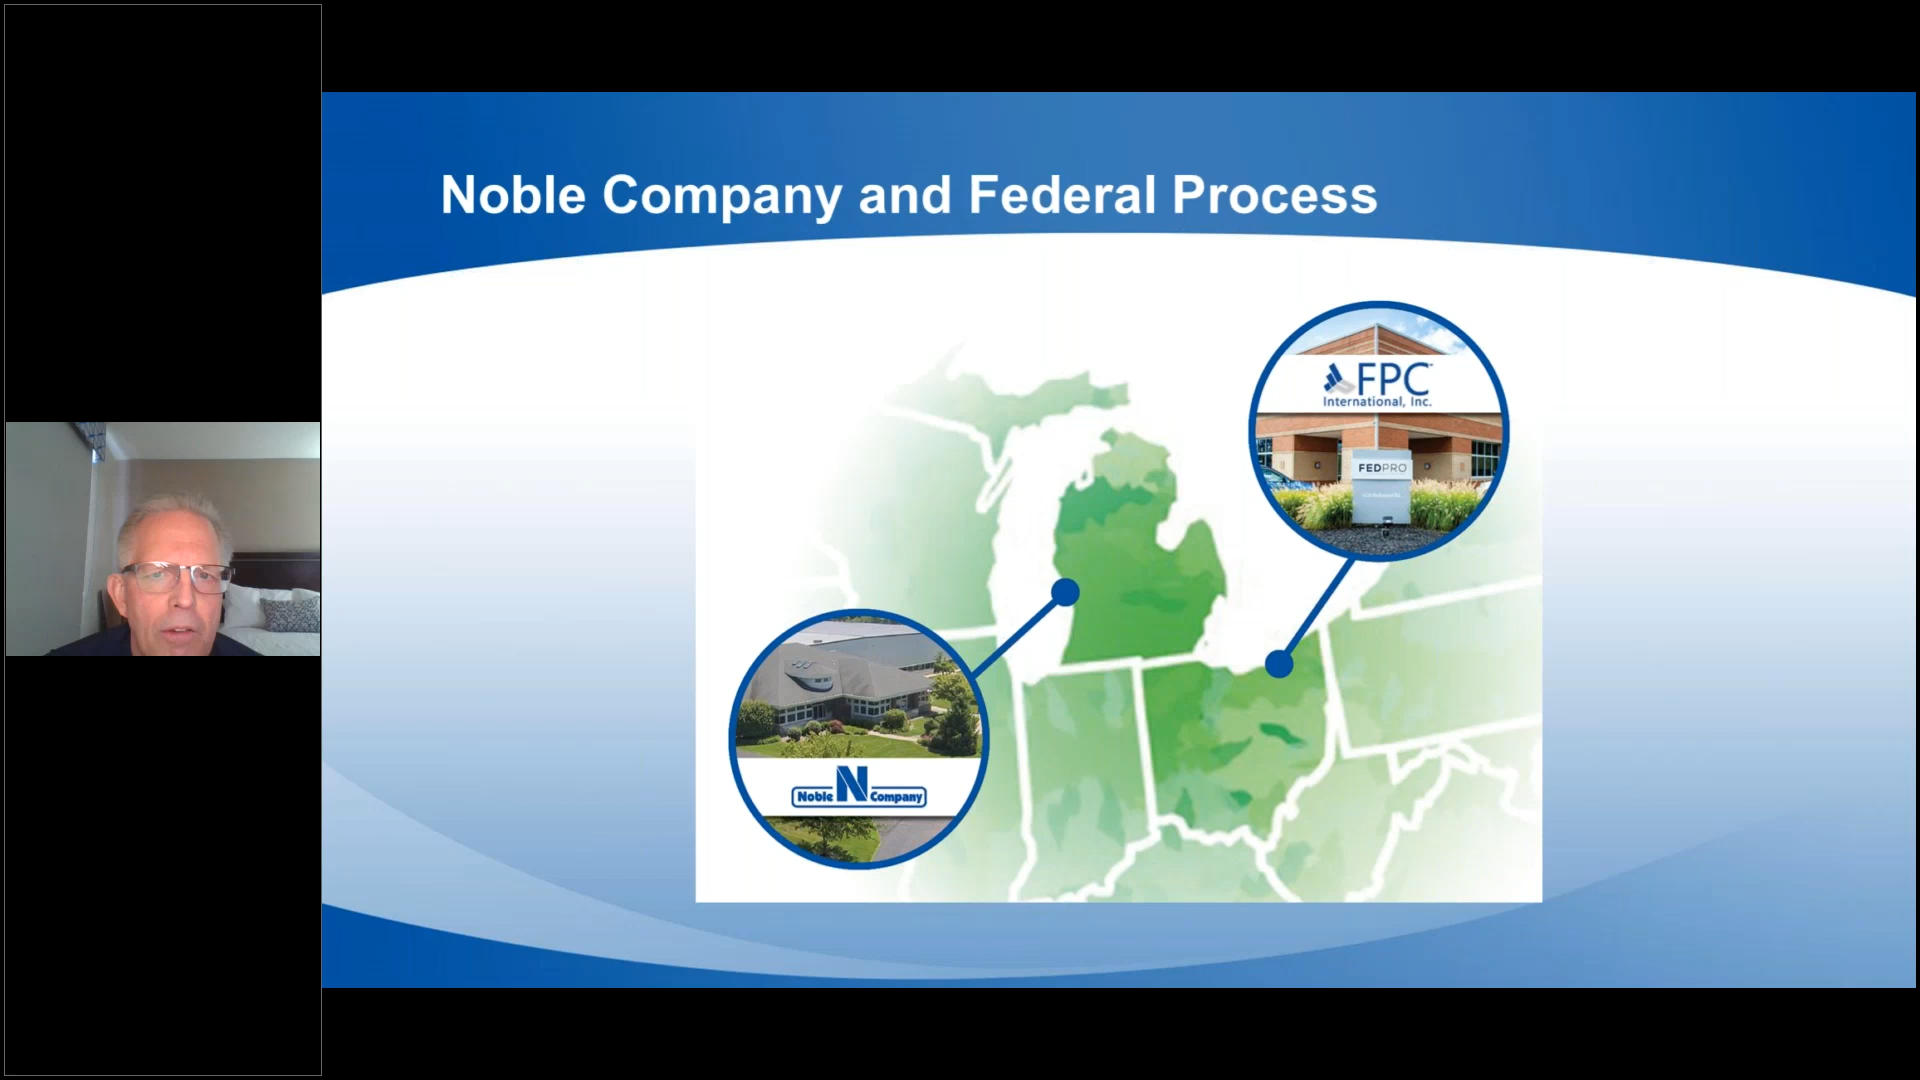 Noble Company and Federal Process
FPC
International, Inc.
FEDPRO
Noble N Company